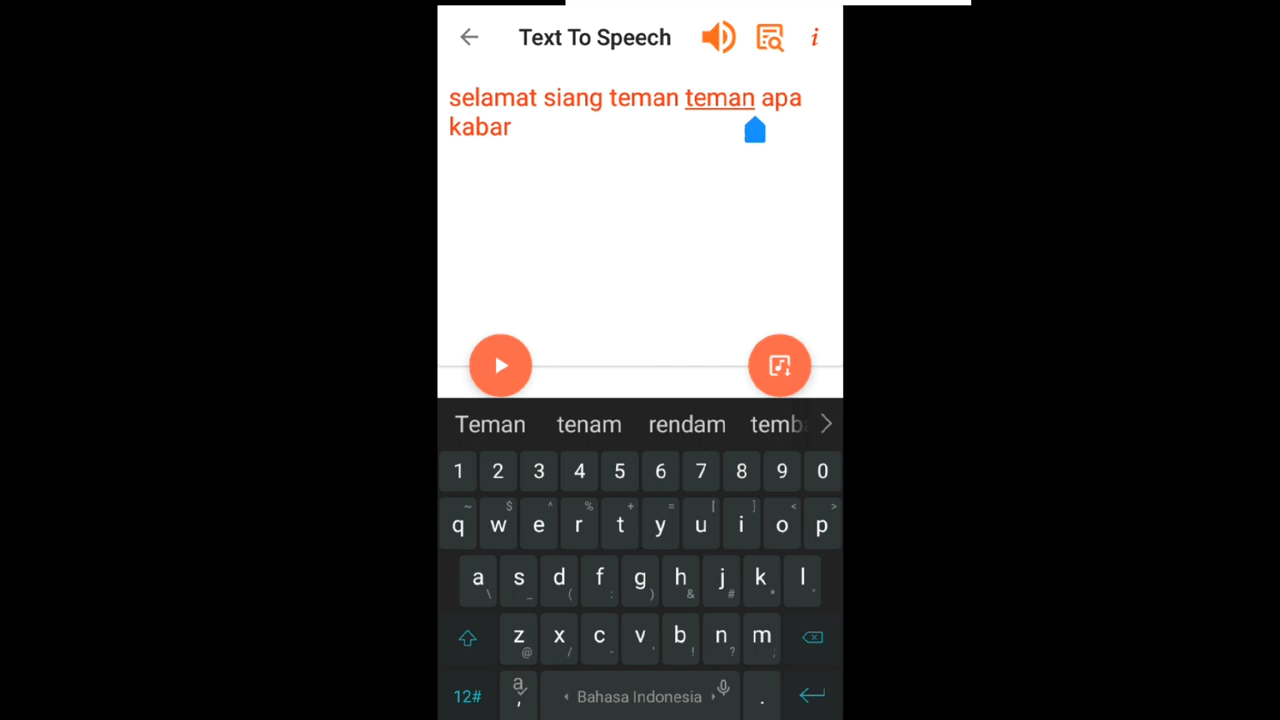 Text To Speech i
selamat siang teman teman apa
kabar
Teman tenam rendam
1 2 3 4 5 6 7 8 9 0
~ $ ^ % + = [ ] < >
q w e r t y u i o p
a s d f g h j k l
\ _ ( : ) & # * '
z x c v b n m
@ / - ' ! ? ;
12# a , Bahasa Indonesia .